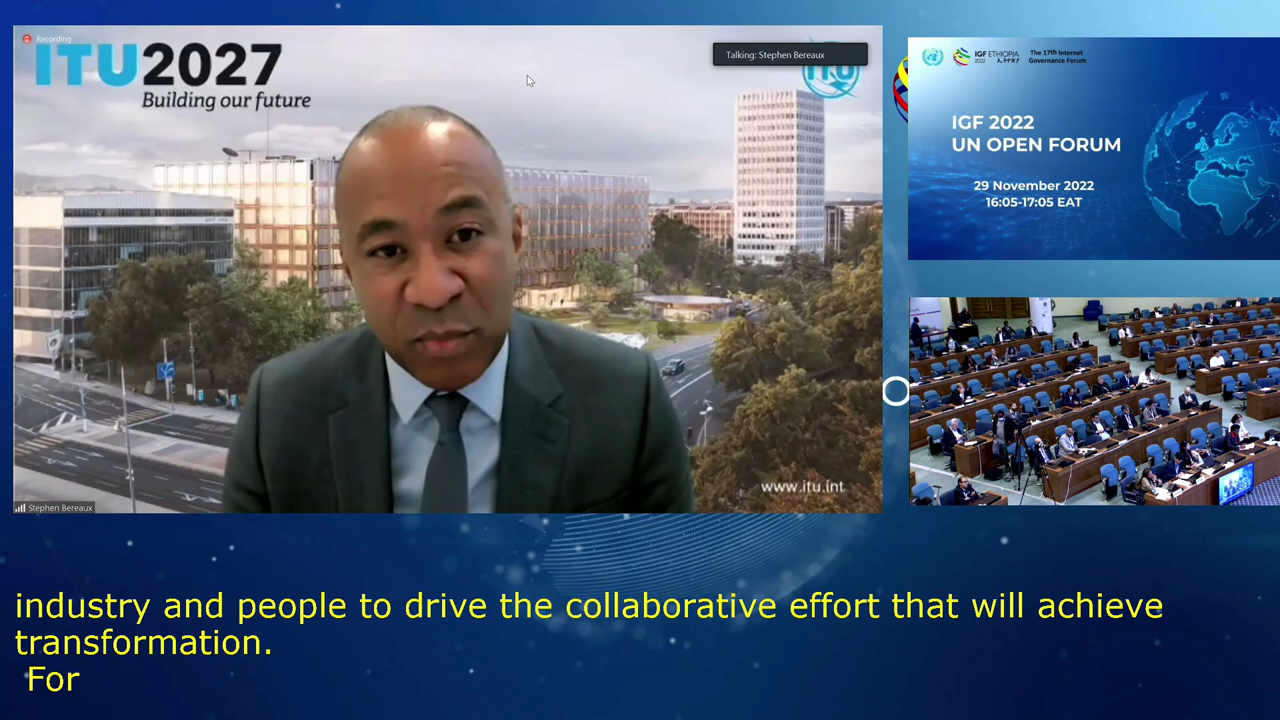 Recording
ITU2027
Building our future
Talking: Stephen Bereaux
ITU
www.itu.int
Stephen Bereaux
IGF ETHIOPIA
2022 ኢትዮጵያ
The 17th Internet
Governance Forum
IGF 2022
UN OPEN FORUM
29 November 2022
16:05-17:05 EAT
industry and people to drive the collaborative effort that will achieve
transformation.
For